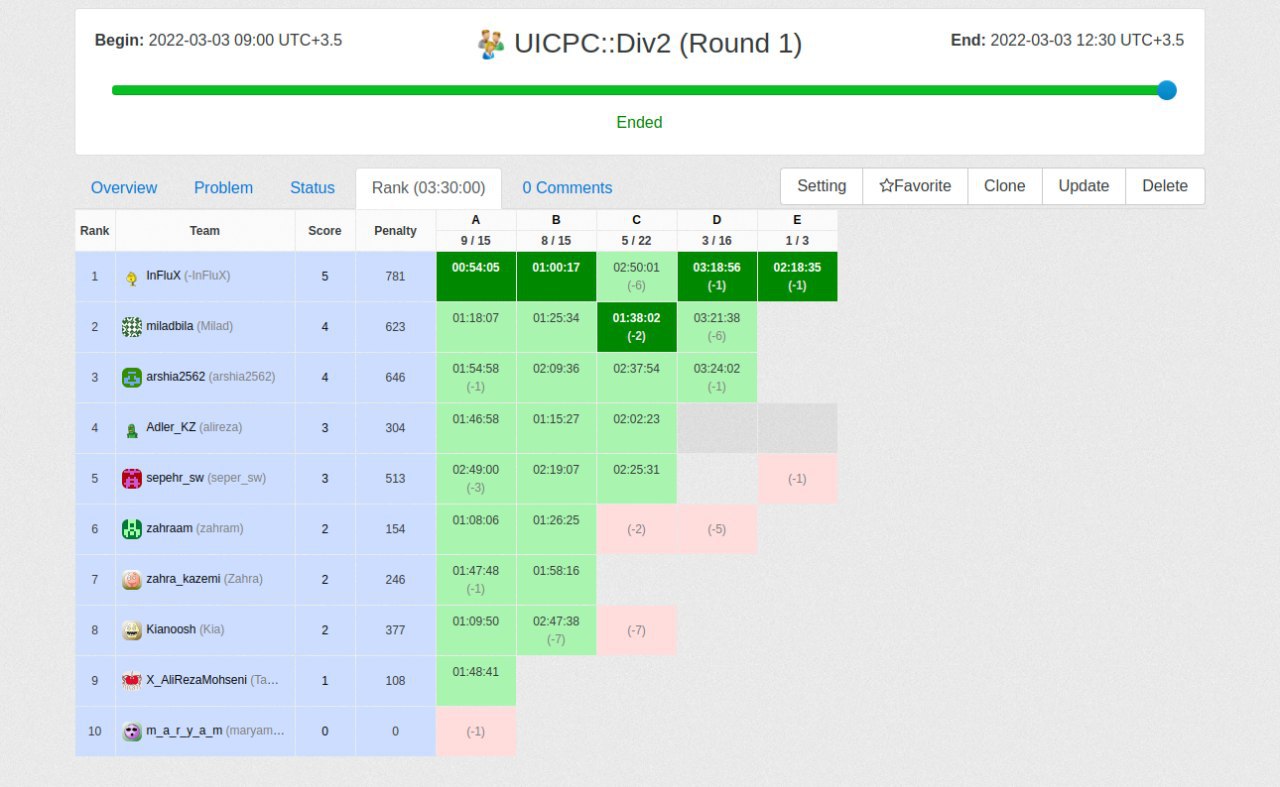 Begin: 2022-03-03 09:00 UTC+3.5 UICPC::Div2 (Round 1) End: 2022-03-03 12:30 UTC+3.5
Ended
Overview Problem Status Rank (03:30:00) 0 Comments Setting ☆Favorite Clone Update Delete
Rank Team Score Penalty A B C D E
9 / 15 8 / 15 5 / 22 3 / 16 1 / 3
1 InFluX (-InFluX) 5 781 00:54:05 01:00:17 02:50:01 03:18:56 02:18:35
(-6) (-1) (-1)
2 miladbila (Milad) 4 623 01:18:07 01:25:34 01:38:02 03:21:38
(-2) (-6)
3 arshia2562 (arshia2562) 4 646 01:54:58 02:09:36 02:37:54 03:24:02
(-1) (-1)
4 Adler_KZ (alireza) 3 304 01:46:58 01:15:27 02:02:23
5 sepehr_sw (seper_sw) 3 513 02:49:00 02:19:07 02:25:31
(-3) (-1)
6 zahraam (zahram) 2 154 01:08:06 01:26:25 (-2) (-5)
7 zahra_kazemi (Zahra) 2 246 01:47:48 01:58:16
(-1)
8 Kianoosh (Kia) 2 377 01:09:50 02:47:38 (-7)
(-7)
9 X_AliRezaMohseni (Ta… 1 108 01:48:41
10 m_a_r_y_a_m (maryam… 0 0 (-1)